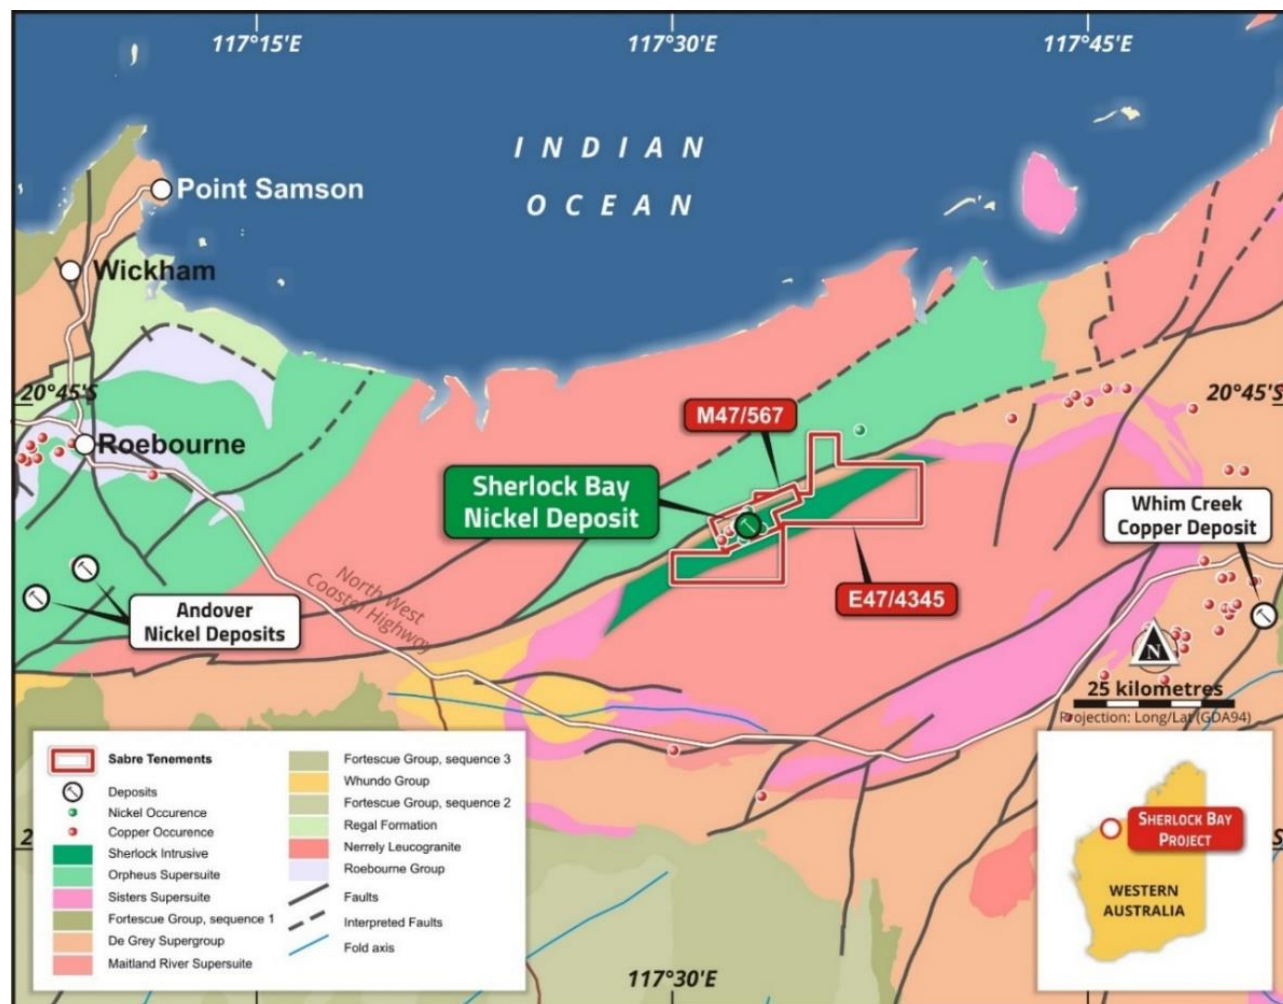 117°15'E
117°30'E
117°45'E
INDIAN
OCEAN
Point Samson
Wickham
20°45'S
20°45'S
M47/567
Roebourne
Sherlock Bay
Nickel Deposit
Whim Creek
Copper Deposit
E47/4345
Andover
Nickel Deposits
North West
Coastal Highway
N
25 kilometres
Projection: Long/Lat (GDA94)
Sabre Tenements
Deposits
Nickel Occurence
Copper Occurence
Sherlock Intrusive
Orpheus Supersuite
Sisters Supersuite
Fortescue Group, sequence 1
De Grey Supergroup
Maitland River Supersuite
Fortescue Group, sequence 3
Whundo Group
Fortescue Group, sequence 2
Regal Formation
Nerrely Leucogranite
Roebourne Group
Faults
Interpreted Faults
Fold axis
2
S
SHERLOCK BAY
PROJECT
WESTERN
AUSTRALIA
117°30'E